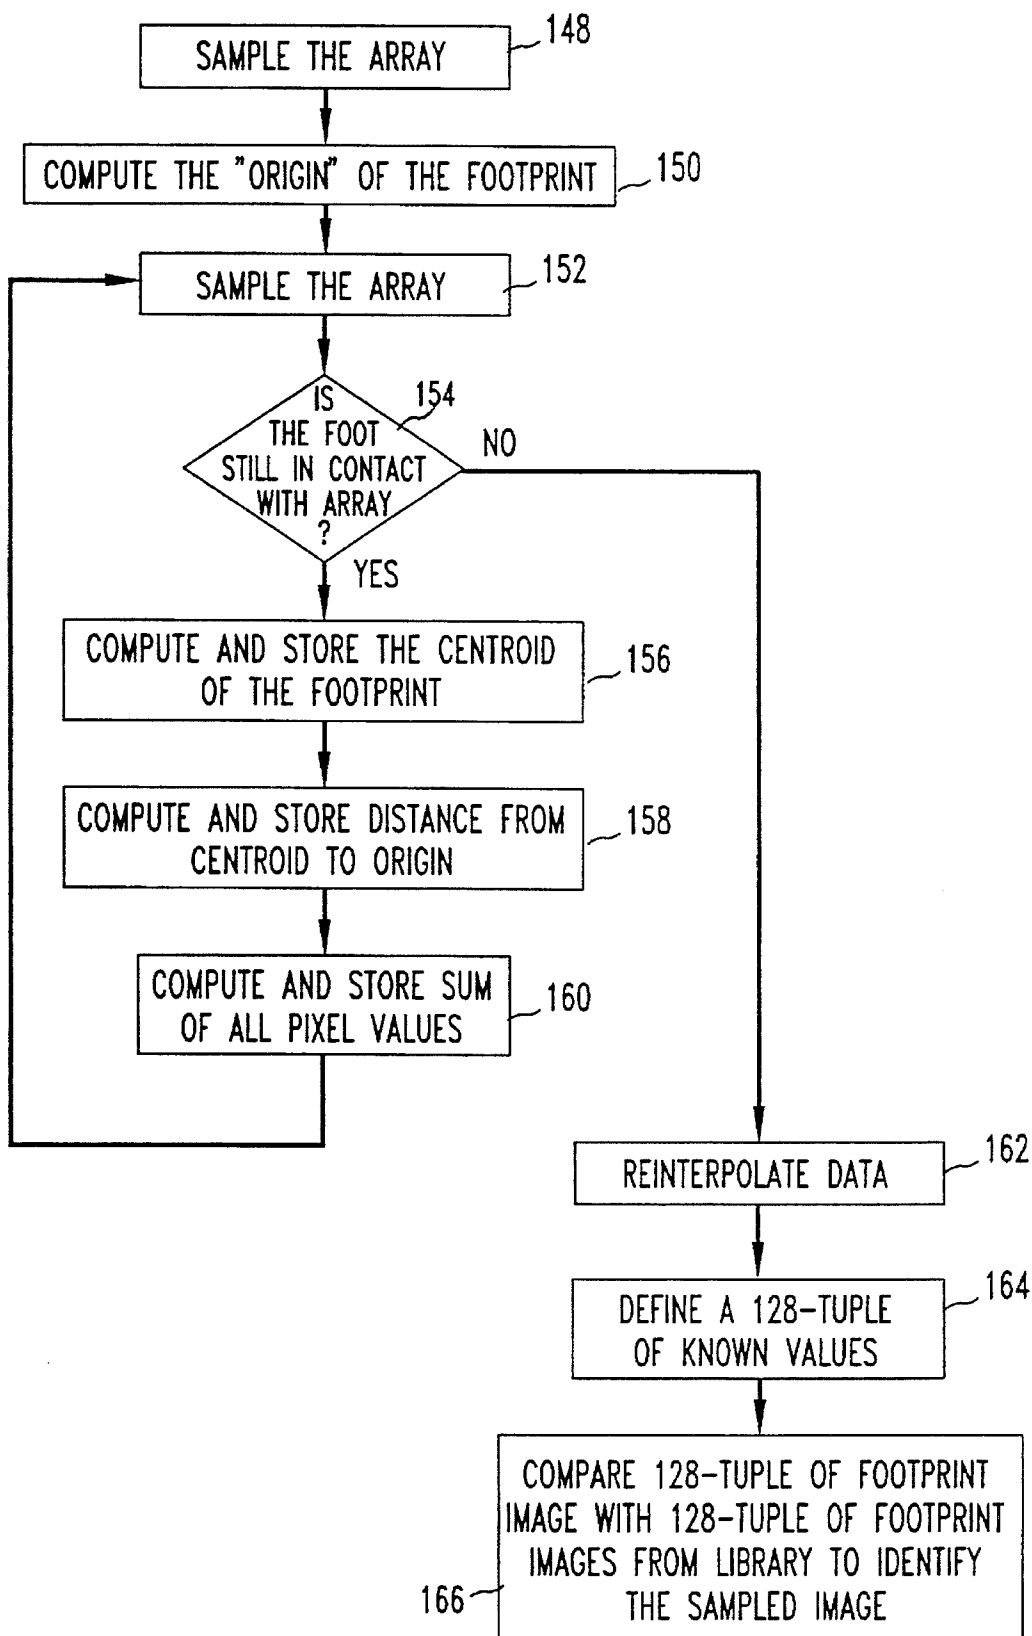 SAMPLE THE ARRAY
148
COMPUTE THE "ORIGIN" OF THE FOOTPRINT
150
SAMPLE THE ARRAY
152
IS
THE FOOT
STILL IN CONTACT
WITH ARRAY
?
154
NO
YES
COMPUTE AND STORE THE CENTROID
OF THE FOOTPRINT
156
COMPUTE AND STORE DISTANCE FROM
CENTROID TO ORIGIN
158
COMPUTE AND STORE SUM
OF ALL PIXEL VALUES
160
REINTERPOLATE DATA
162
DEFINE A 128-TUPLE
OF KNOWN VALUES
164
COMPARE 128-TUPLE OF FOOTPRINT
IMAGE WITH 128-TUPLE OF FOOTPRINT
IMAGES FROM LIBRARY TO IDENTIFY
THE SAMPLED IMAGE
166